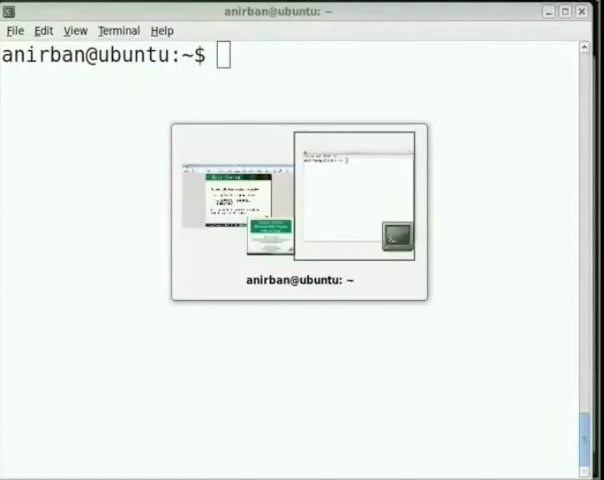 anirban@ubuntu: ~
File Edit View Terminal Help
anirban@ubuntu:~$
anirban@ubuntu: ~